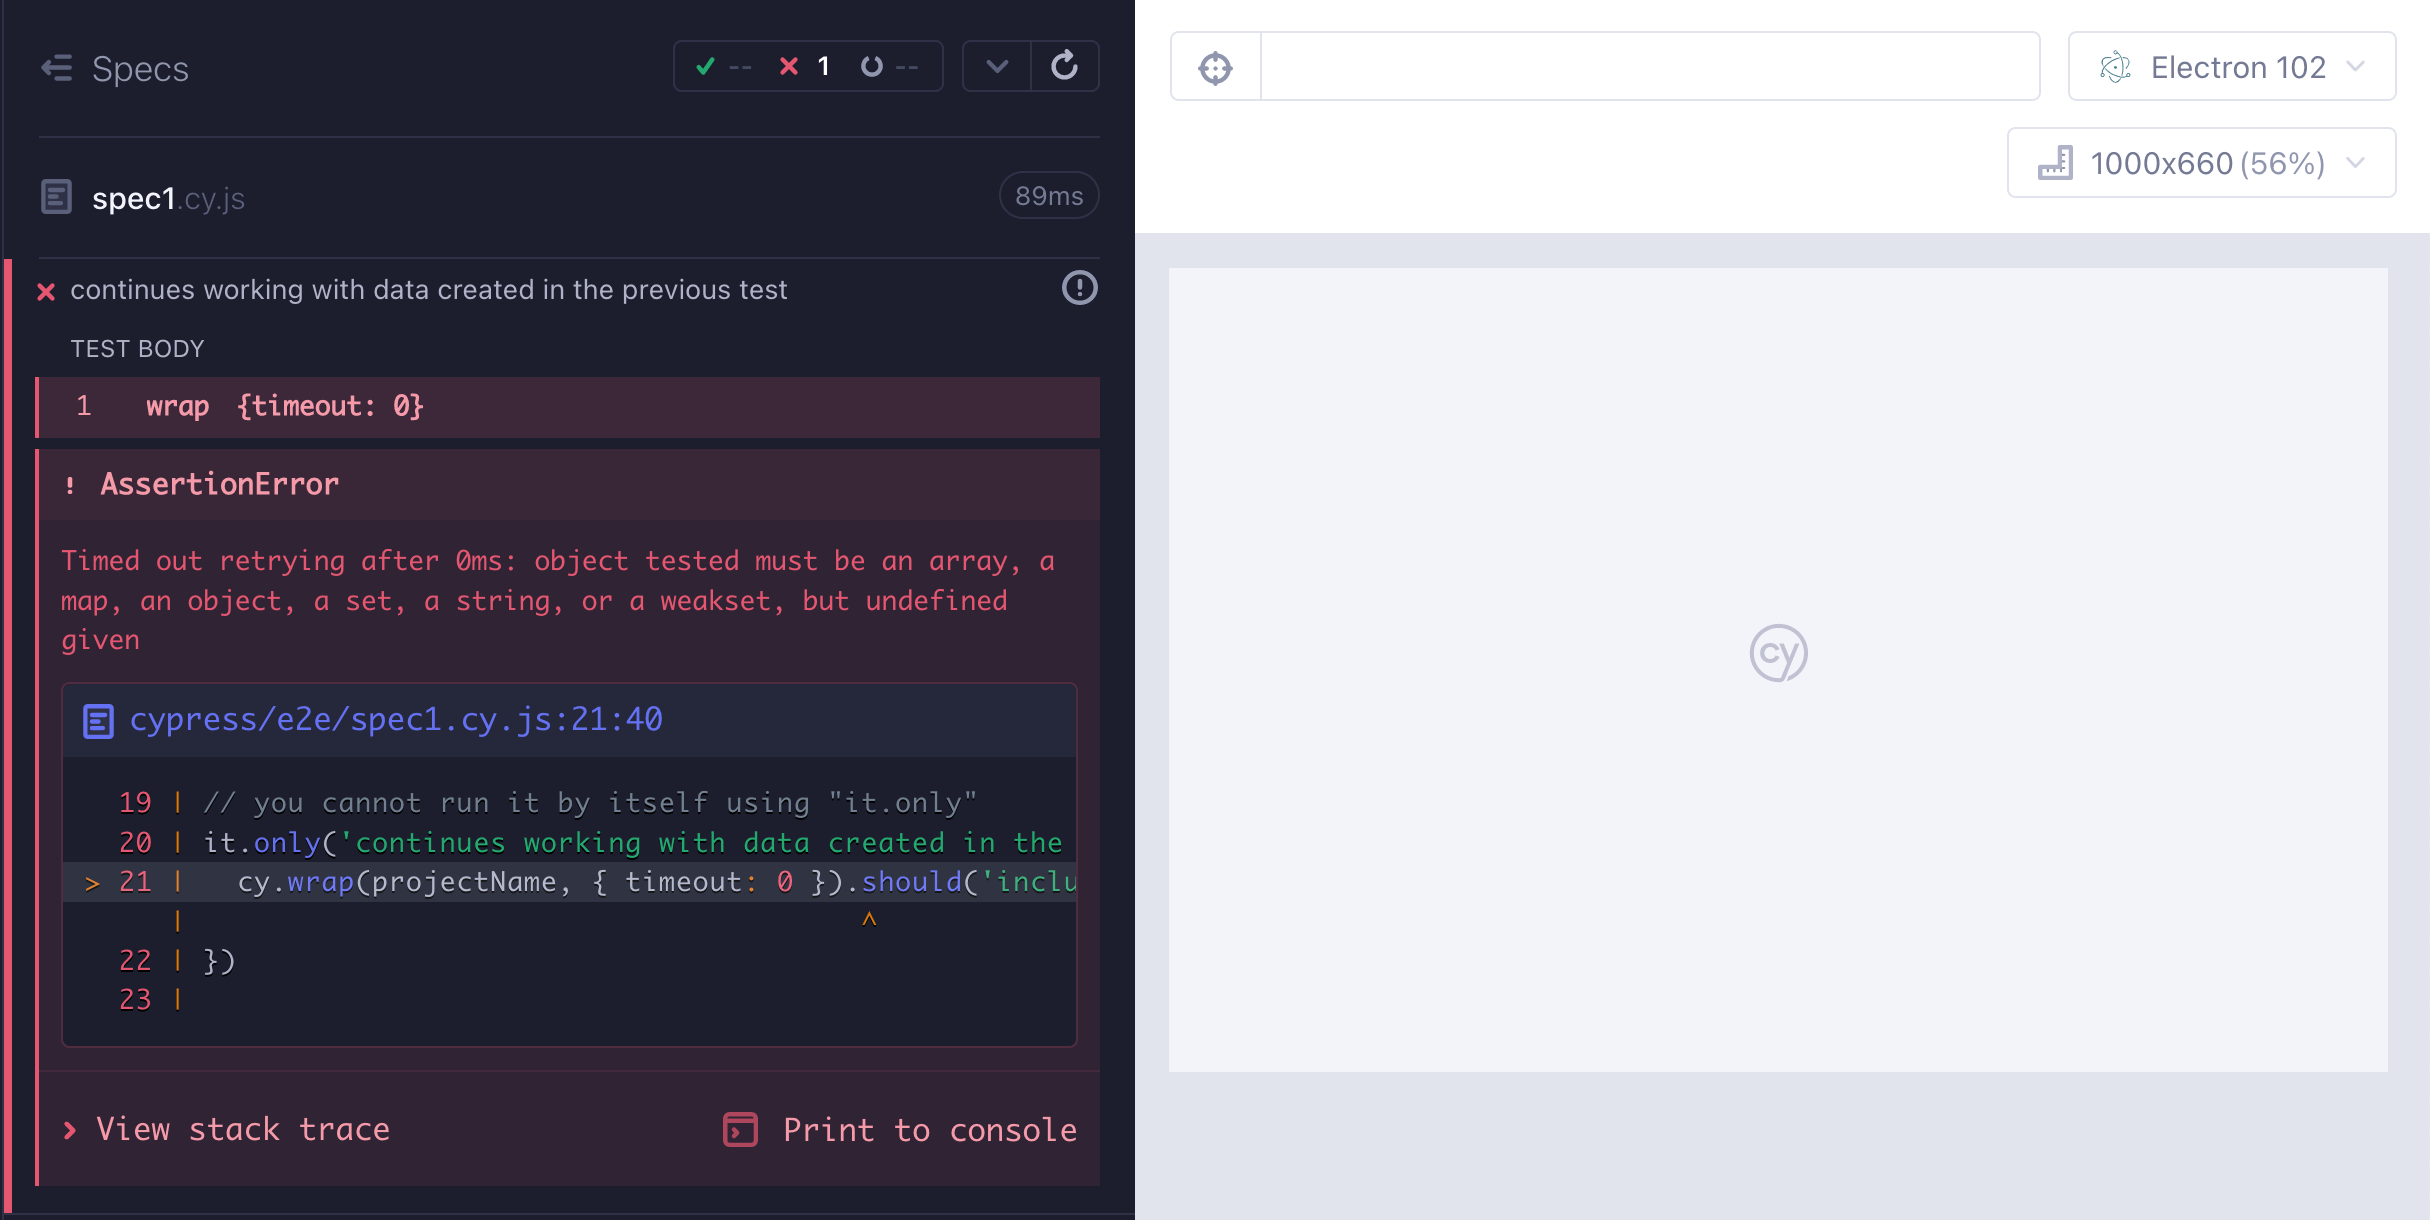 Specs
-- 1 --
spec1.cy.js
89ms
continues working with data created in the previous test
TEST BODY
1 wrap {timeout: 0}
! AssertionError
Timed out retrying after 0ms: object tested must be an array, a
map, an object, a set, a string, or a weakset, but undefined
given
cypress/e2e/spec1.cy.js:21:40
19 | // you cannot run it by itself using "it.only"
20 | it.only('continues working with data created in the
> 21 | cy.wrap(projectName, { timeout: 0 }).should('inclu
| ^
22 | })
23 |
> View stack trace
Print to console
Electron 102
1000x660 (56%)
cy